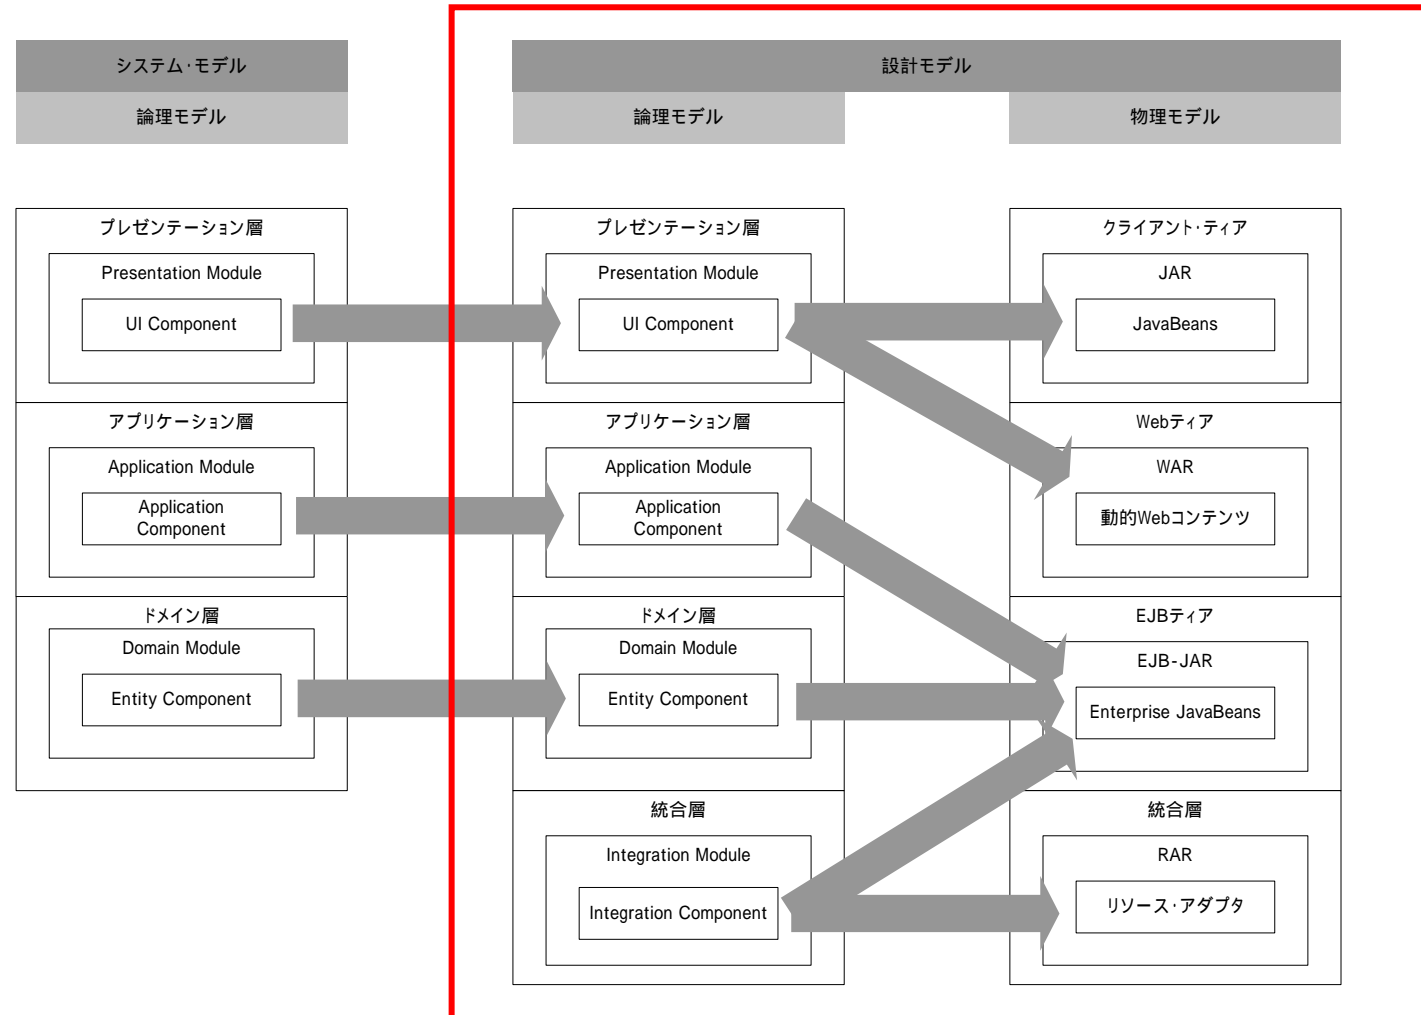 システム・モデル
論理モデル
プレゼンテーション層
Presentation Module
UI Component
アプリケーション層
Application Module
Application
Component
ドメイン層
Domain Module
Entity Component
設計モデル
論理モデル
物理モデル
プレゼンテーション層
Presentation Module
UI Component
アプリケーション層
Application Module
Application
Component
ドメイン層
Domain Module
Entity Component
統合層
Integration Module
Integration Component
クライアント・ティア
JAR
JavaBeans
Webティア
WAR
動的Webコンテンツ
EJBティア
EJB-JAR
Enterprise JavaBeans
統合層
RAR
リソース・アダプタ